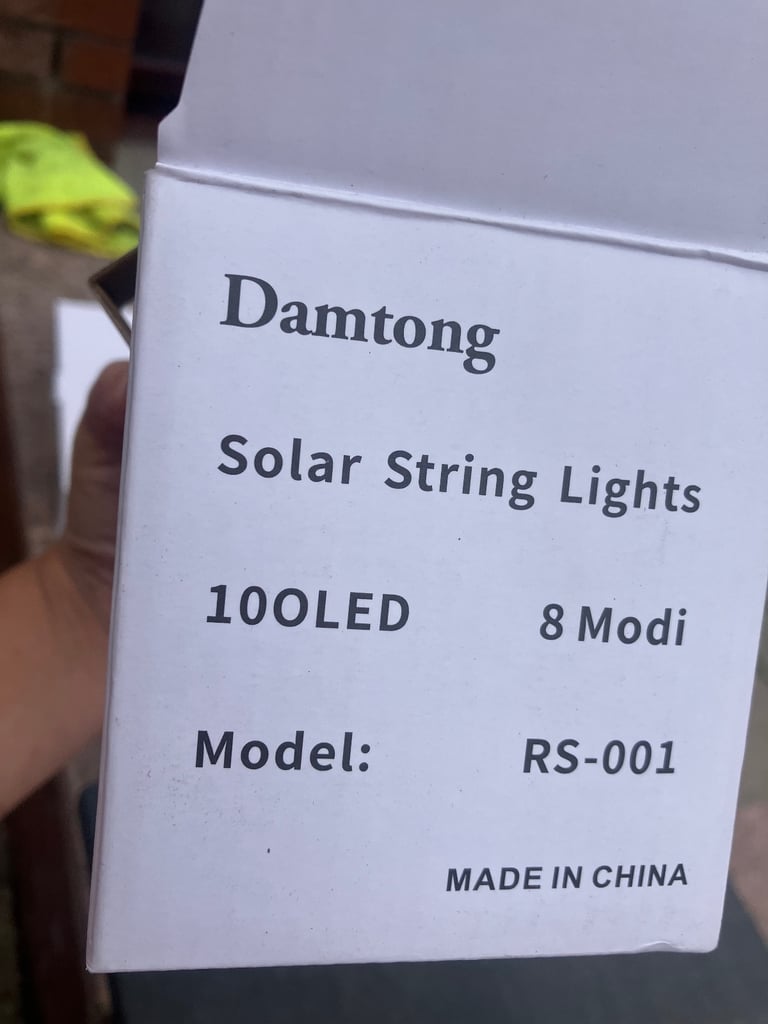 Damtong
Solar String Lights
10OLED 8 Modi
Model: RS-001
MADE IN CHINA